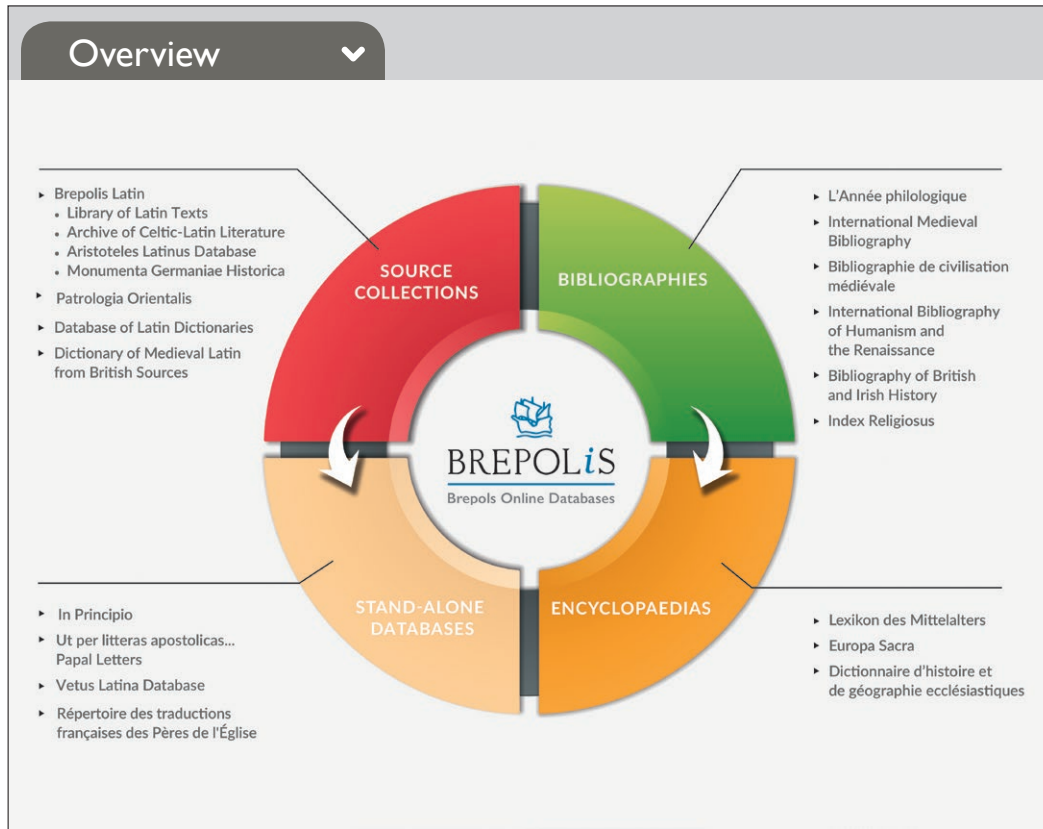 Overview
▸ Brepolis Latin
• Library of Latin Texts
• Archive of Celtic-Latin Literature
• Aristoteles Latinus Database
• Monumenta Germaniae Historica
▸ Patrologia Orientalis
▸ Database of Latin Dictionaries
▸ Dictionary of Medieval Latin
from British Sources
SOURCE
COLLECTIONS
BIBLIOGRAPHIES
▸ L'Année philologique
▸ International Medieval
Bibliography
▸ Bibliographie de civilisation
médiévale
▸ International Bibliography
of Humanism and
the Renaissance
▸ Bibliography of British
and Irish History
▸ Index Religiosus
BREPOLiS
Brepols Online Databases
▸ In Principio
▸ Ut per litteras apostolicas...
Papal Letters
▸ Vetus Latina Database
▸ Répertoire des traductions
françaises des Pères de l'Église
STAND-ALONE
DATABASES
ENCYCLOPAEDIAS
▸ Lexikon des Mittelalters
▸ Europa Sacra
▸ Dictionnaire d'histoire et
de géographie ecclésiastiques